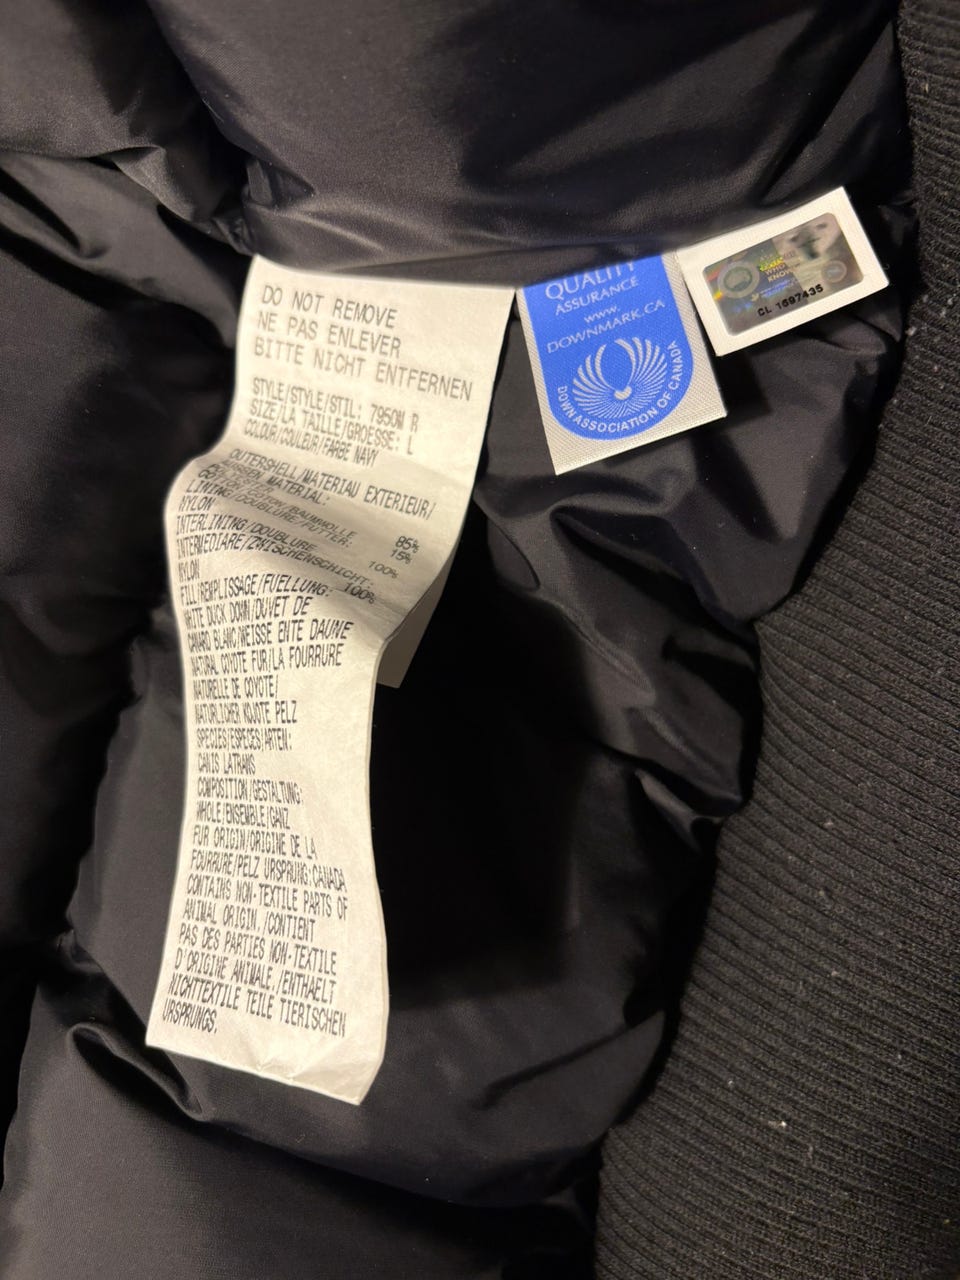 DO NOT REMOVE
NE PAS ENLEVER
BITTE NICHT ENTFERNEN
STYLE/STYLE/STIL: 7950M R
SIZE/LA TAILLE/GROESSE: L
COLOUR/COULEUR/FARBE NAVY
OUTERSHELL/MATERIAU EXTERIEUR/
MATERIAL:
85%
BAUMWOLLE 15%
LINING/DOUBLURE/FUTTER:
NYLON 100%
INTERLINING/DOUBLURE
INTERMEDIARE/ZWISCHENSCHICHT:
NYLON 100%
FILL/REMPLISSAGE/FUELLUNG:
WHITE DUCK DOWN/DUVET DE
CANARD BLANC/WEISSE ENTE DAUNE
NATURAL COYOTE FUR/LA FOURRURE
NATURELLE DE COYOTE/
NATURLICHER KOJOTE PELZ
SPECIES/ESPECES/ARTEN:
CANIS LATRANS
COMPOSITION/GESTALTUNG:
WHOLE/ENSEMBLE/GANZ
FUR ORIGIN/ORIGINE DE LA
FOURRURE/PELZ URSPRUNG:CANADA
CONTAINS NON-TEXTILE PARTS OF
ANIMAL ORIGIN./CONTIENT
PAS DES PARTIES NON-TEXTILE
D'ORIGINE ANIMALE./ENTHAELT
NICHTTEXTILE TEILE TIERISCHEN
URSPRUNGS.
QUALITY
ASSURANCE
www.
DOWNMARK.CA
DOWN ASSOCIATION OF CANADA
CL 1697435